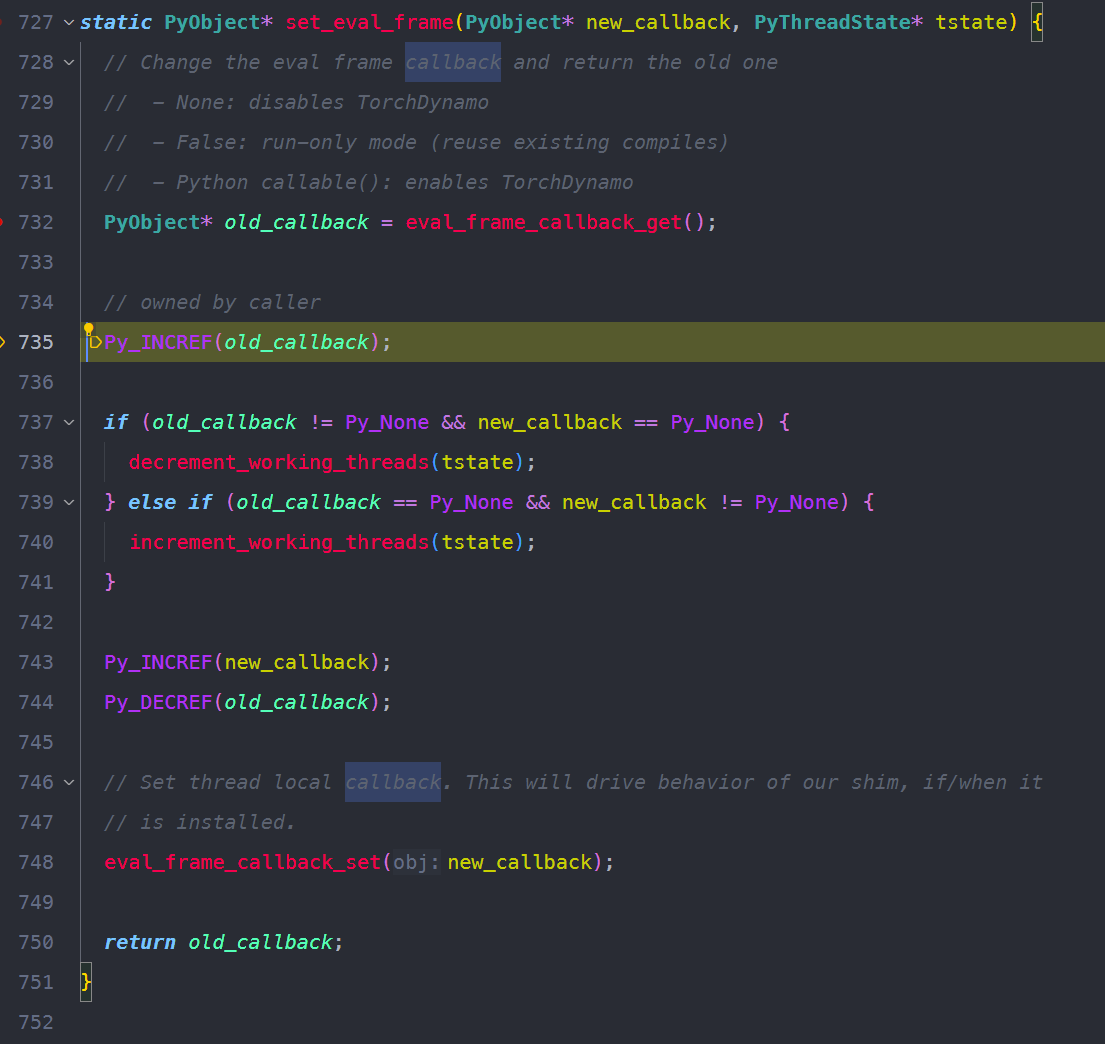 727 static PyObject* set_eval_frame(PyObject* new_callback, PyThreadState* tstate) {
728 // Change the eval frame callback and return the old one
729 //  - None: disables TorchDynamo
730 //  - False: run-only mode (reuse existing compiles)
731 //  - Python callable(): enables TorchDynamo
732 PyObject* old_callback = eval_frame_callback_get();
733
734 // owned by caller
735 Py_INCREF(old_callback);
736
737 if (old_callback != Py_None && new_callback == Py_None) {
738 decrement_working_threads(tstate);
739 } else if (old_callback == Py_None && new_callback != Py_None) {
740 increment_working_threads(tstate);
741 }
742
743 Py_INCREF(new_callback);
744 Py_DECREF(old_callback);
745
746 // Set thread local callback. This will drive behavior of our shim, if/when it
747 // is installed.
748 eval_frame_callback_set(obj: new_callback);
749
750 return old_callback;
751 }
752